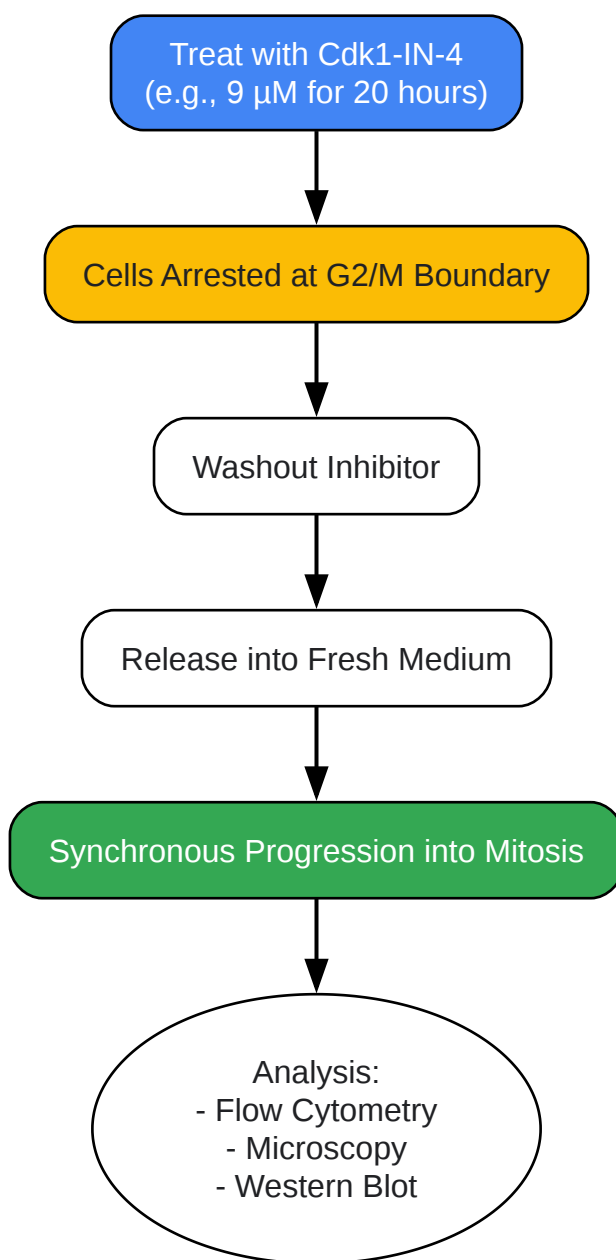 Treat with Cdk1-IN-4
(e.g., 9 µM for 20 hours)
Cells Arrested at G2/M Boundary
Washout Inhibitor
Release into Fresh Medium
Synchronous Progression into Mitosis
Analysis:
- Flow Cytometry
- Microscopy
- Western Blot